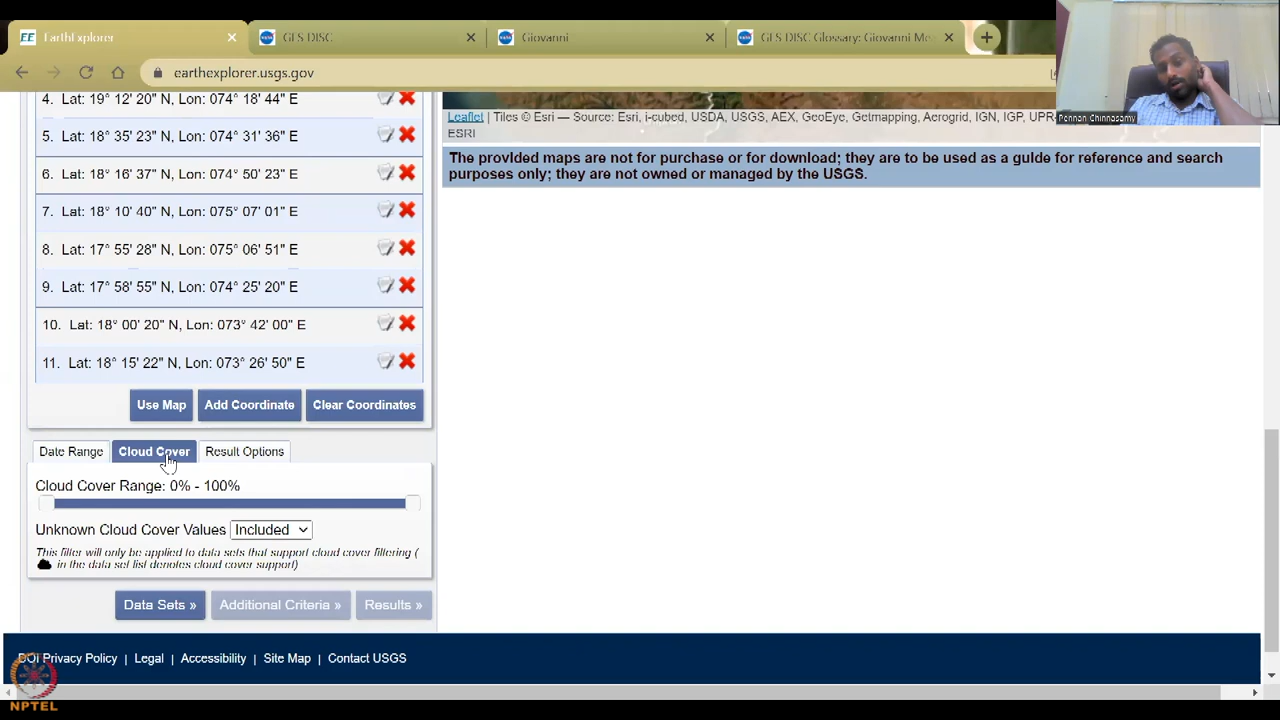 EE EarthExplorer
GES DISC
Giovanni
GES DISC Glossary: Giovanni Me
earthexplorer.usgs.gov
Pennan Chinnasamy
4. Lat: 19° 12' 20" N, Lon: 074° 18' 44" E
5. Lat: 18° 35' 23" N, Lon: 074° 31' 36" E
6. Lat: 18° 16' 37" N, Lon: 074° 50' 23" E
7. Lat: 18° 10' 40" N, Lon: 075° 07' 01" E
8. Lat: 17° 55' 28" N, Lon: 075° 06' 51" E
9. Lat: 17° 58' 55" N, Lon: 074° 25' 20" E
10. Lat: 18° 00' 20" N, Lon: 073° 42' 00" E
11. Lat: 18° 15' 22" N, Lon: 073° 26' 50" E
Use Map Add Coordinate Clear Coordinates
Date Range Cloud Cover Result Options
Cloud Cover Range: 0% - 100%
Unknown Cloud Cover Values Included
This filter will only be applied to data sets that support cloud cover filtering (
in the data set list denotes cloud cover support)
Data Sets » Additional Criteria » Results »
Leaflet | Tiles © Esri — Source: Esri, i-cubed, USDA, USGS, AEX, GeoEye, Getmapping, Aerogrid, IGN, IGP, UPR-
ESRI
The provided maps are not for purchase or for download; they are to be used as a guide for reference and search
purposes only; they are not owned or managed by the USGS.
DOI Privacy Policy | Legal | Accessibility | Site Map | Contact USGS
NPTEL